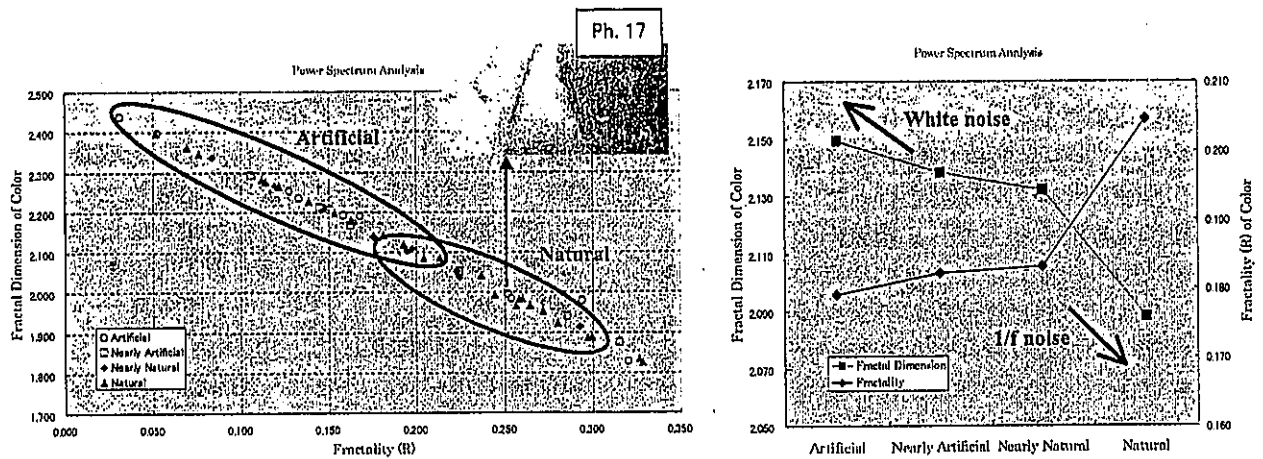 Ph. 17
Power Spectrum Analysis
Fractal Dimension of Color
2.500
2.400
2.300
2.200
2.100
2.000
1.900
1.800
1.700
Artificial
Natural
Artificial
Nearly Artificial
Nearly Natural
Natural
0.000 0.050 0.100 0.150 0.200 0.250 0.300 0.350
Fractality (R)
Power Spectrum Analysis
Fractal Dimension of Color
2.170
2.150
2.130
2.110
2.090
2.070
2.050
White noise
1/f noise
Fractal Dimension
Fractality
0.210
0.200
0.190
0.180
0.170
0.160
Fractality (R) of Color
Artificial Nearly Artificial Nearly Natural Natural